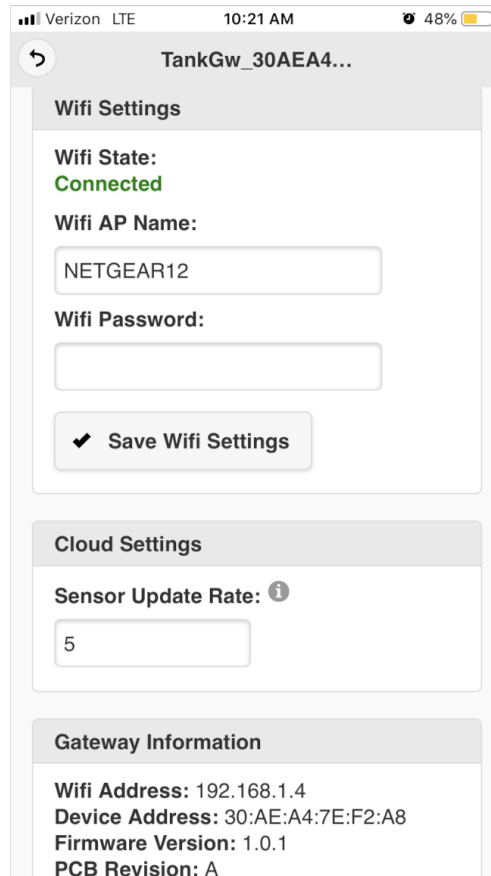 Verizon LTE 10:21 AM 48%
TankGw_30AEA4...
Wifi Settings
Wifi State:
Connected
Wifi AP Name:
NETGEAR12
Wifi Password:
Save Wifi Settings
Cloud Settings
Sensor Update Rate:
5
Gateway Information
Wifi Address: 192.168.1.4
Device Address: 30:AE:A4:7E:F2:A8
Firmware Version: 1.0.1
PCB Revision: A